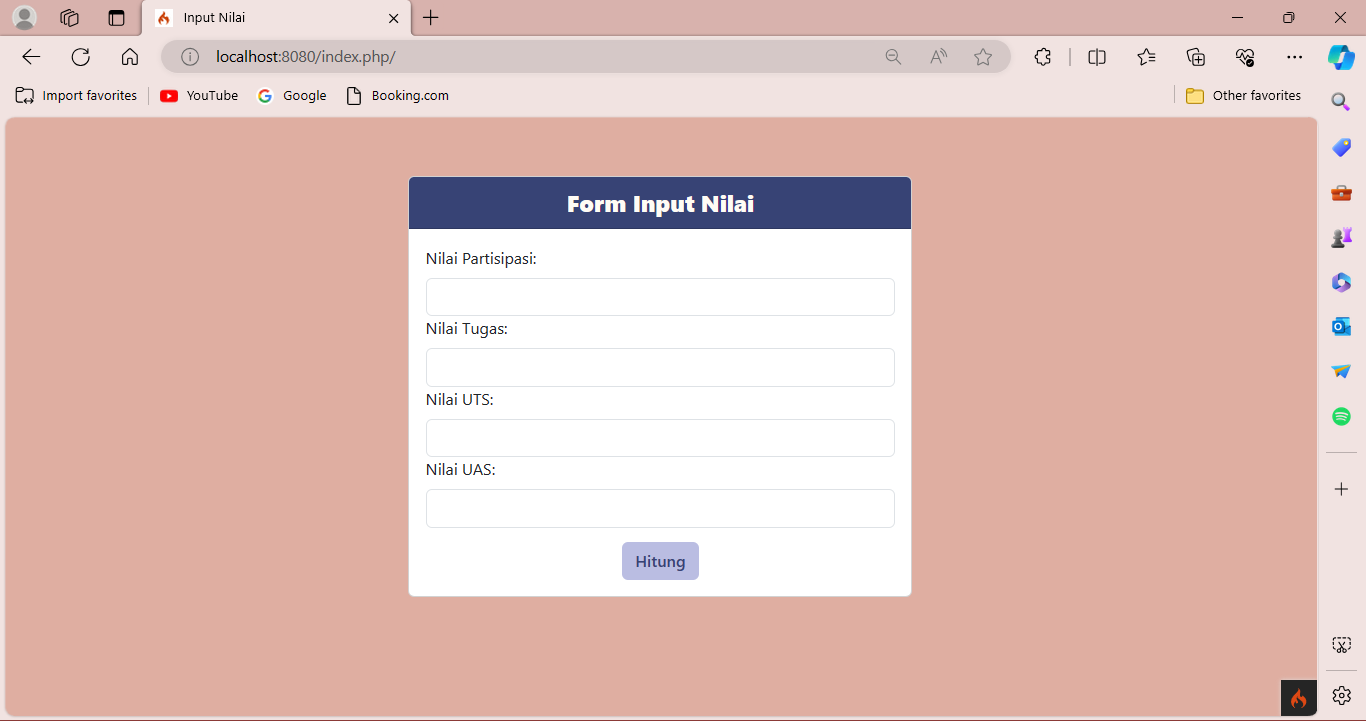 Input Nilai
localhost:8080/index.php/
Import favorites
YouTube
Google
Booking.com
Other favorites
Form Input Nilai
Nilai Partisipasi:
Nilai Tugas:
Nilai UTS:
Nilai UAS:
Hitung